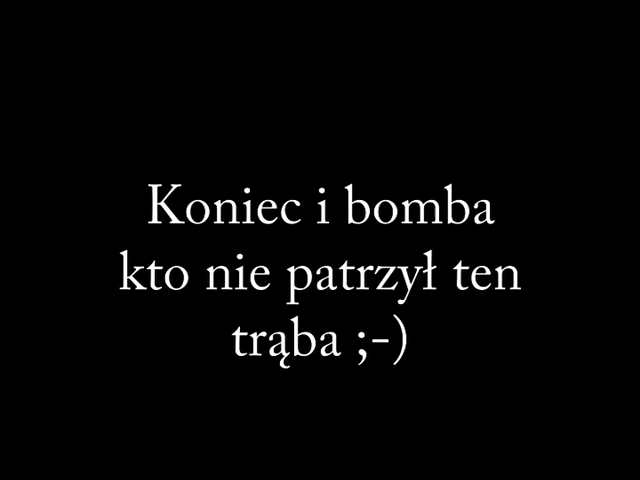 Koniec i bomba
kto nie patrzył ten
trąba ;-)